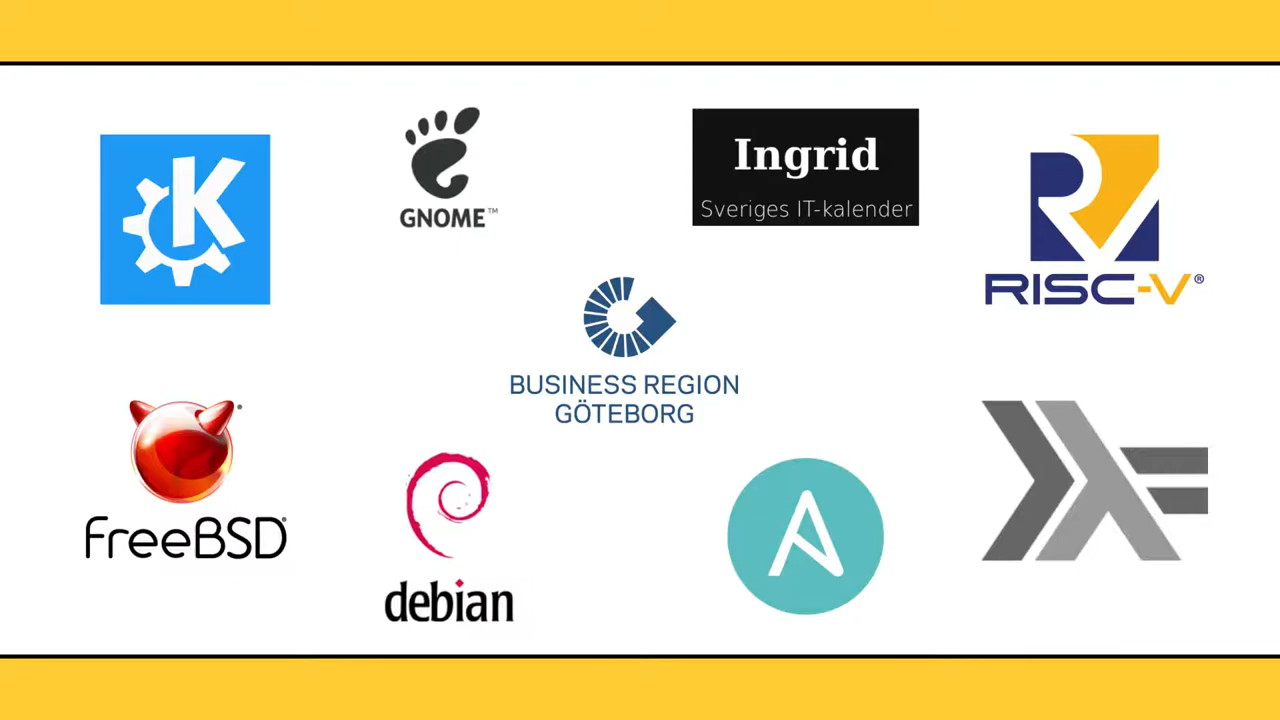 K
GNOME™
Ingrid
Sveriges IT-kalender
RISC-V®
BUSINESS REGION
GÖTEBORG
FreeBSD
debian
A